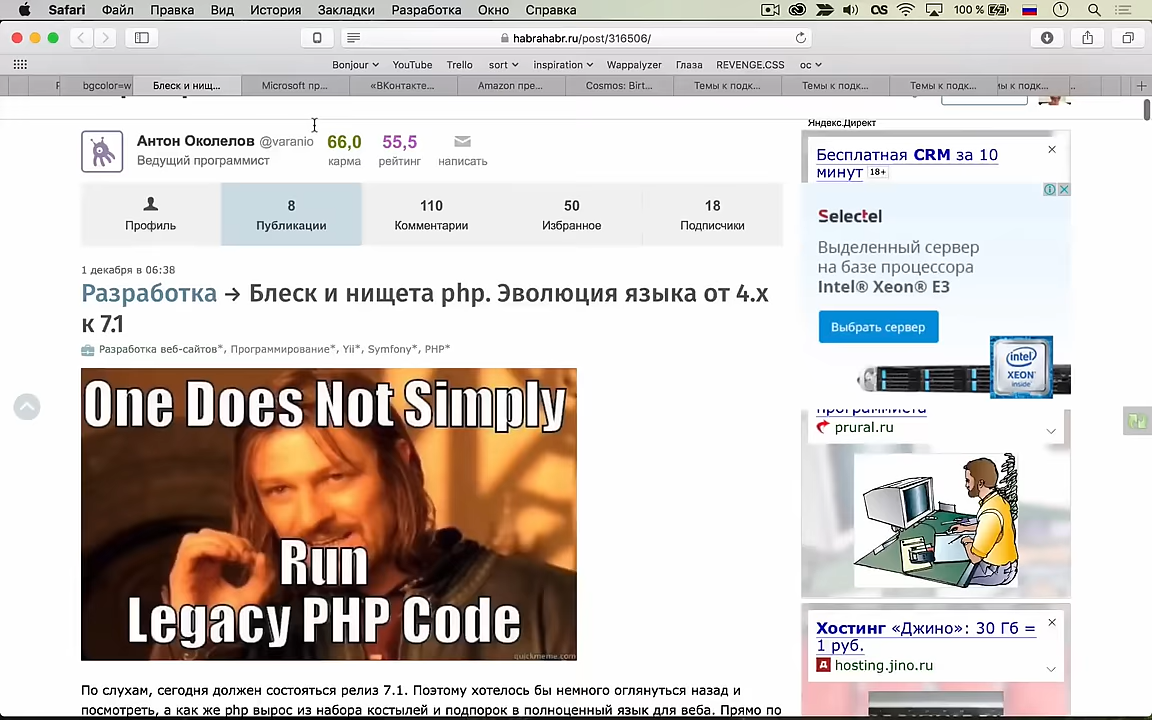 Safari Файл Правка Вид История Закладки Разработка Окно Справка 100 %
habrahabr.ru/post/316506/
Bonjour YouTube Trello sort inspiration Wappalyzer Глаза REVENGE.CSS ос
bgcolor=w Блеск и нищ... Microsoft пр... «ВКонтакте... Amazon пре... Cosmos: Birt... Темы к подк... Темы к подк... Темы к подк...
Антон Околелов @varanio
Ведущий программист
66,0
карма
55,5
рейтинг
написать
Профиль
8
Публикации
110
Комментарии
50
Избранное
18
Подписчики
1 декабря в 06:38
Разработка → Блеск и нищета php. Эволюция языка от 4.x
к 7.1
Разработка веб-сайтов*, Программирование*, Yii*, Symfony*, PHP*
One Does Not Simply
Run
Legacy PHP Code
quickmeme.com
По слухам, сегодня должен состояться релиз 7.1. Поэтому хотелось бы немного оглянуться назад и
посмотреть, а как же php вырос из набора костылей и подпорок в полноценный язык для веба. Прямо по
Яндекс.Директ
Бесплатная CRM за 10
минут 18+
Selectel
Выделенный сервер
на базе процессора
Intel® Xeon® E3
Выбрать сервер
intel
XEON
inside
программиста
prural.ru
Хостинг «Джино»: 30 Гб =
1 руб.
hosting.jino.ru